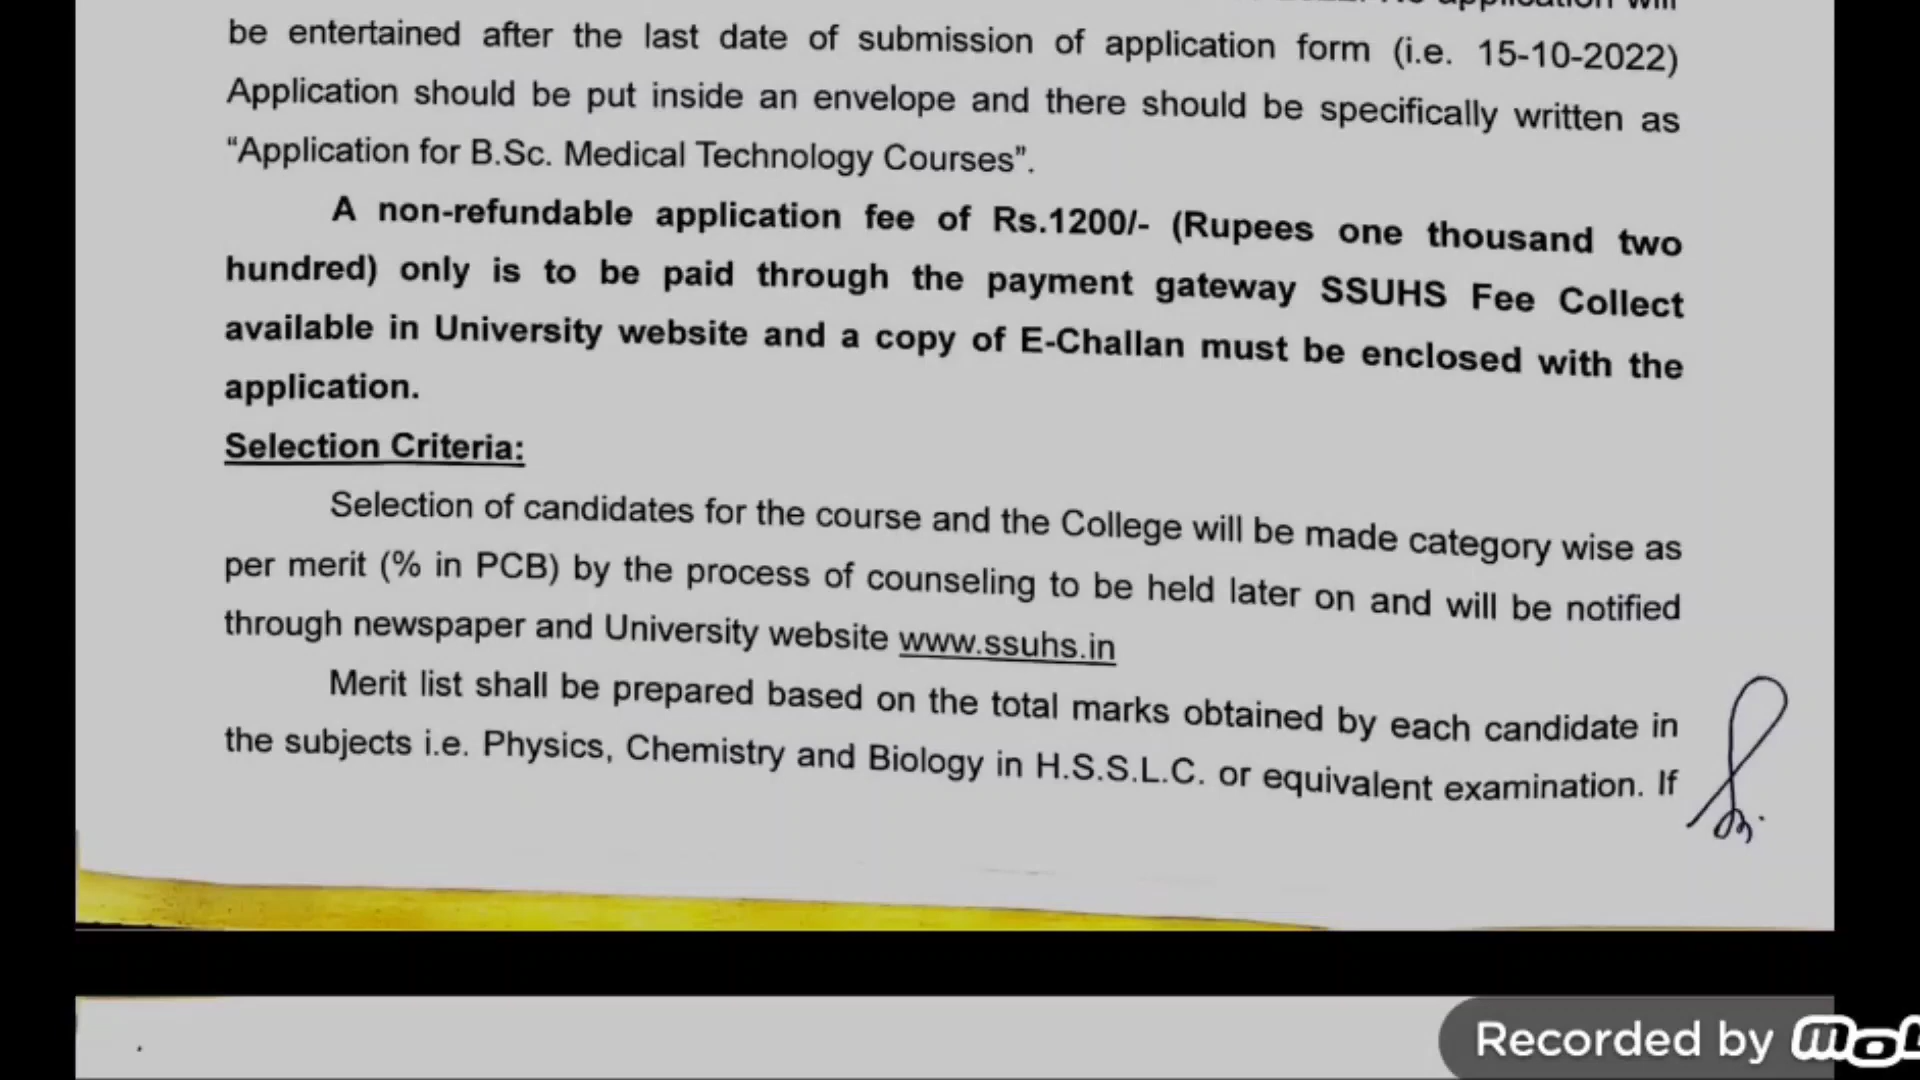 be entertained after the last date of submission of application form (i.e. 15-10-2022)
Application should be put inside an envelope and there should be specifically written as
“Application for B.Sc. Medical Technology Courses”.
A non-refundable application fee of Rs.1200/- (Rupees one thousand two
hundred) only is to be paid through the payment gateway SSUHS Fee Collect
available in University website and a copy of E-Challan must be enclosed with the
application.
Selection Criteria:
Selection of candidates for the course and the College will be made category wise as
per merit (% in PCB) by the process of counseling to be held later on and will be notified
through newspaper and University website www.ssuhs.in
Merit list shall be prepared based on the total marks obtained by each candidate in
the subjects i.e. Physics, Chemistry and Biology in H.S.S.L.C. or equivalent examination. If
Recorded by